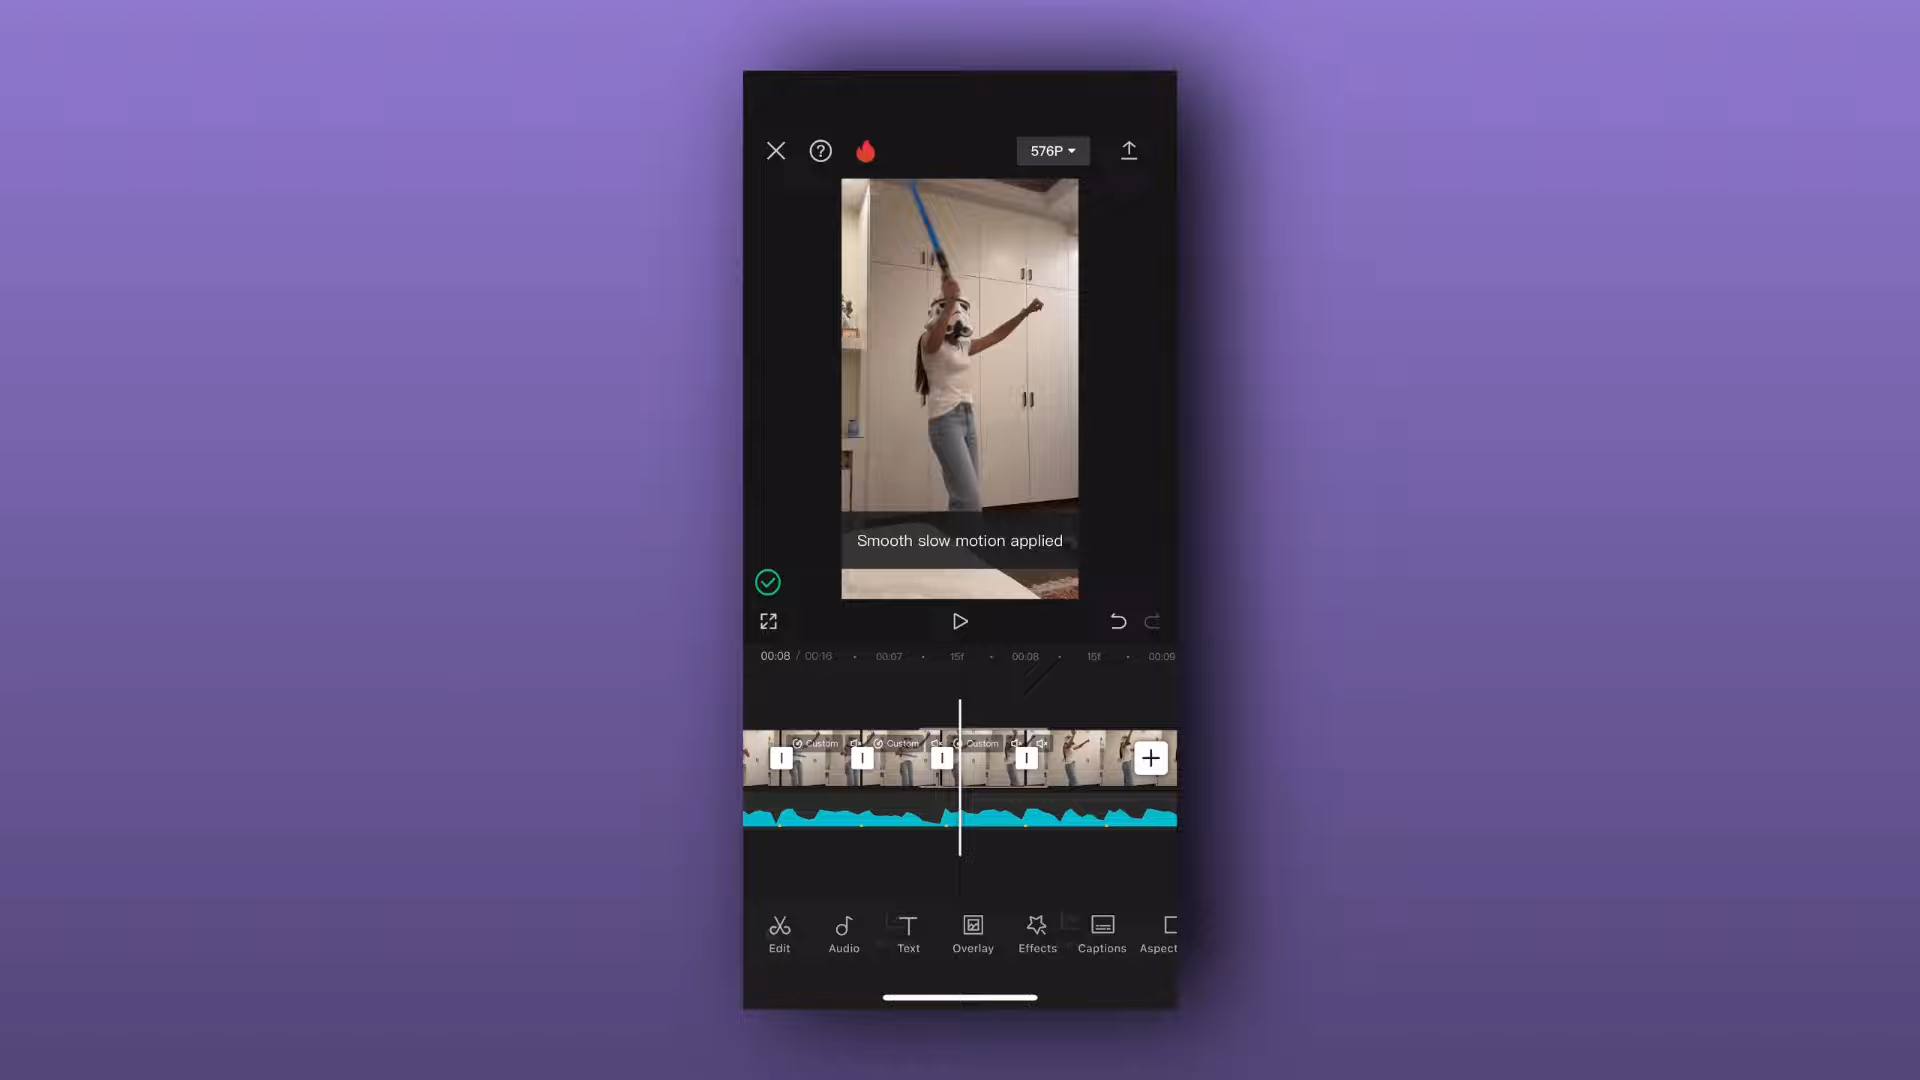 576P
Smooth slow motion applied
00:08 / 00:16 00:07 15f 00:08 15f 00:09
Custom Custom Custom
Edit Audio Text Overlay Effects Captions Aspect